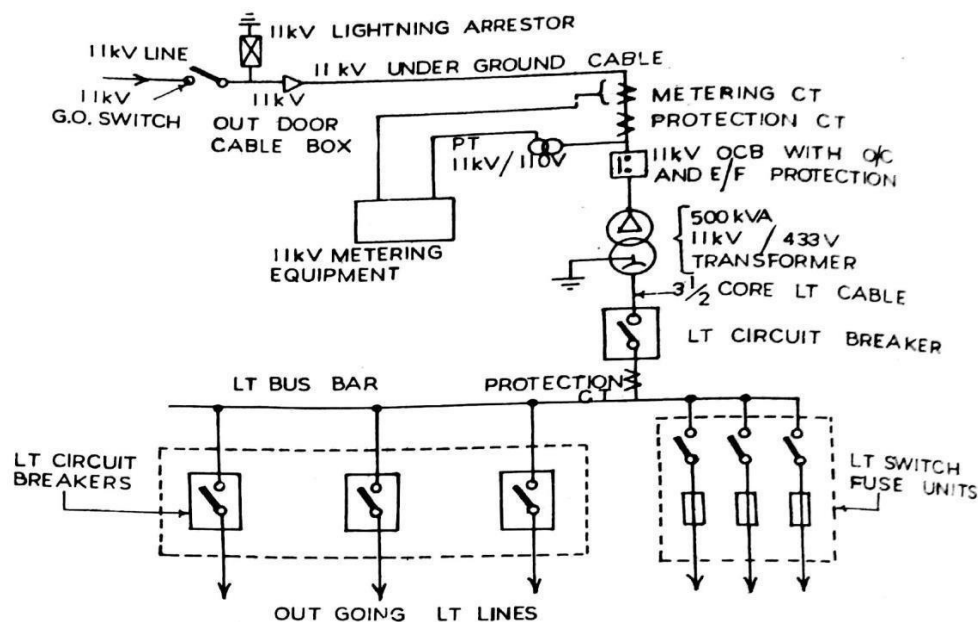 11kV LIGHTNING ARRESTOR
11kV LINE
11kV
G.O. SWITCH
11kV
OUT DOOR
CABLE BOX
11 kV UNDER GROUND CABLE
METERING CT
PROTECTION CT
PT
11kV/110V
11kV OCB WITH O/C
AND E/F PROTECTION
11kV METERING
EQUIPMENT
500kVA
11kV / 433V
TRANSFORMER
3 1/2 CORE LT CABLE
LT CIRCUIT BREAKER
PROTECTION
CT
LT BUS BAR
LT CIRCUIT
BREAKERS
LT SWITCH
FUSE UNITS
OUT GOING LT LINES